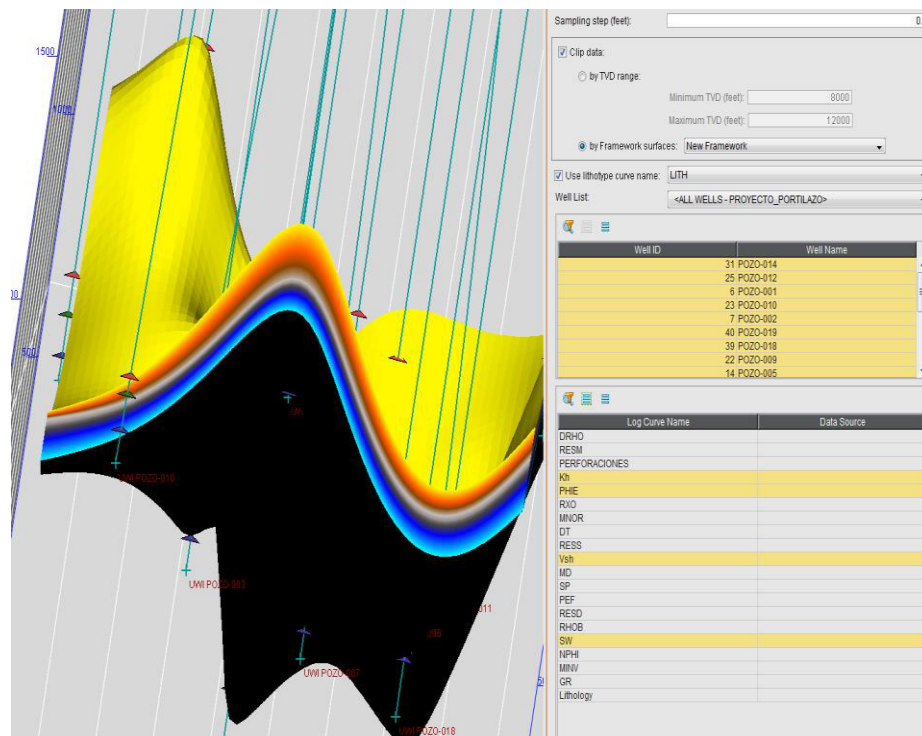 1500
1000
500
UWI POZO-016
UWI POZO-003
UWI POZO-007
UWI POZO-018
011
Sampling step (feet):
Clip data:
by TVD range:
Minimum TVD (feet): 8000
Maximum TVD (feet): 12000
by Framework surfaces: New Framework
Use lithotype curve name: LITH
Well List: <ALL WELLS - PROYECTO_PORTILAZO>
Well ID Well Name
31 POZO-014
25 POZO-012
6 POZO-001
23 POZO-010
7 POZO-002
40 POZO-019
39 POZO-018
22 POZO-009
14 POZO-005
Log Curve Name Data Source
DRHO
RESM
PERFORACIONES
Kh
PHIE
RXO
MNOR
DT
RESS
Vsh
MD
SP
PEF
RESD
RHOB
SW
NPHI
MINV
GR
Lithology